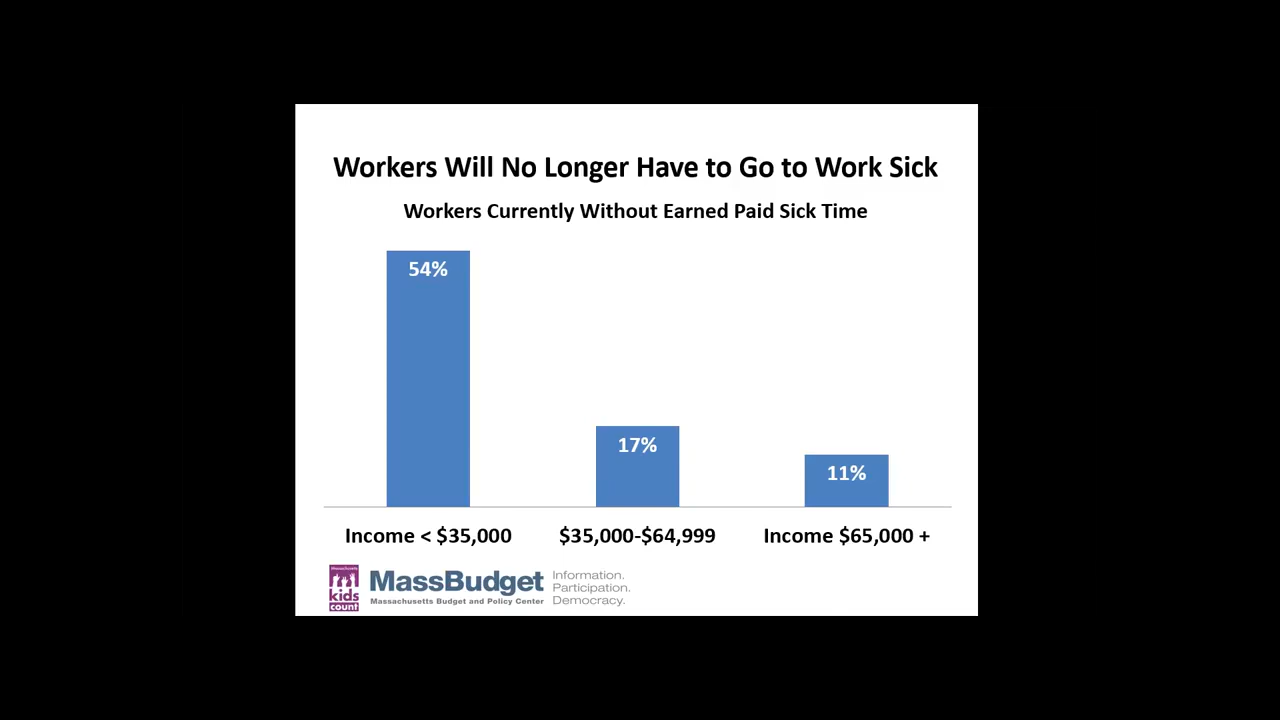 Workers Will No Longer Have to Go to Work Sick
Workers Currently Without Earned Paid Sick Time
54%
17%
11%
Income < $35,000
$35,000-$64,999
Income $65,000 +
Massachusetts
kids
count
MassBudget
Massachusetts Budget and Policy Center
Information.
Participation.
Democracy.